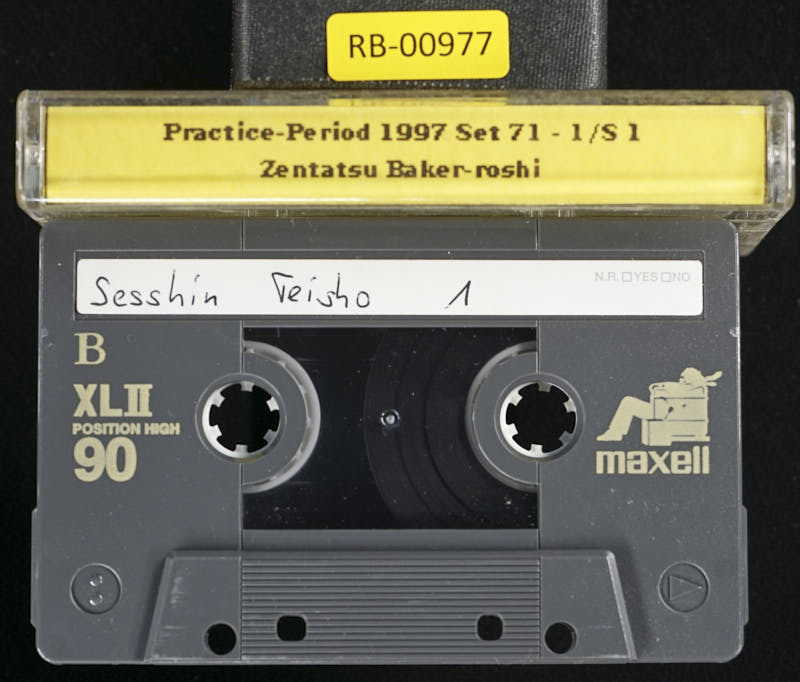 RB-00977
Practice-Period 1997 Set 71 - 1/S 1
Zentatsu Baker-roshi
Sesshin Teisho 1
N.R. □YES □NO
B
XLII
POSITION HIGH
90
maxell